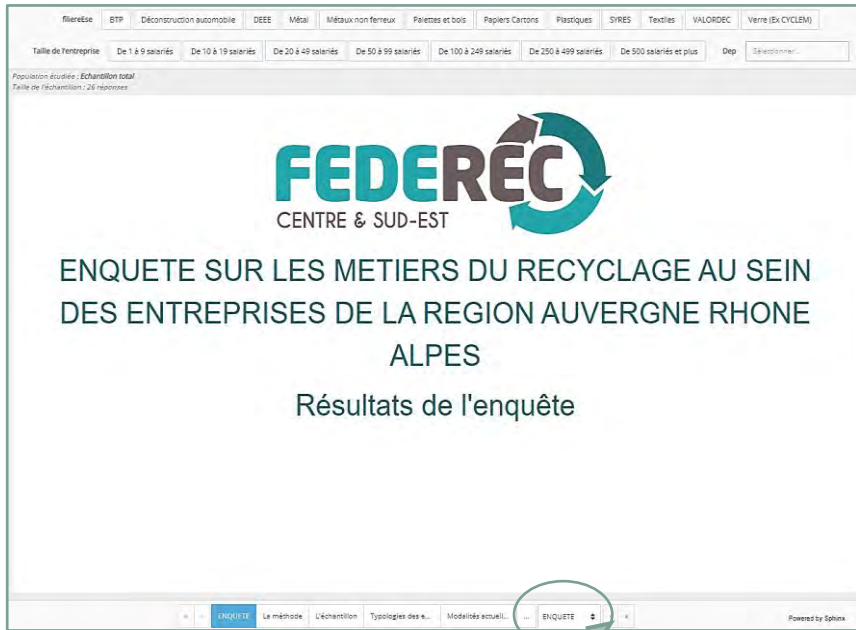 filiereEse BTP Déconstruction automobile DEEE Métal Métaux non ferreux Palettes et bois Papiers Cartons Plastiques SYRES Textiles VALORDEC Verre (Ex CYCLEM)
Taille de l'entreprise De 1 à 9 salariés De 10 à 19 salariés De 20 à 49 salariés De 50 à 99 salariés De 100 à 249 salariés De 250 à 499 salariés De 500 salariés et plus Dep Sélectionner...
Population étudiée : Echantillon total
Taille de l'échantillon : 26 réponses
FEDEREC
CENTRE & SUD-EST
ENQUETE SUR LES METIERS DU RECYCLAGE AU SEIN
DES ENTREPRISES DE LA REGION AUVERGNE RHONE
ALPES
Résultats de l'enquête
ENQUETE La méthode L'échantillon Typologies des e... Modalités actuell... ... ENQUETE Powered by Sphinx